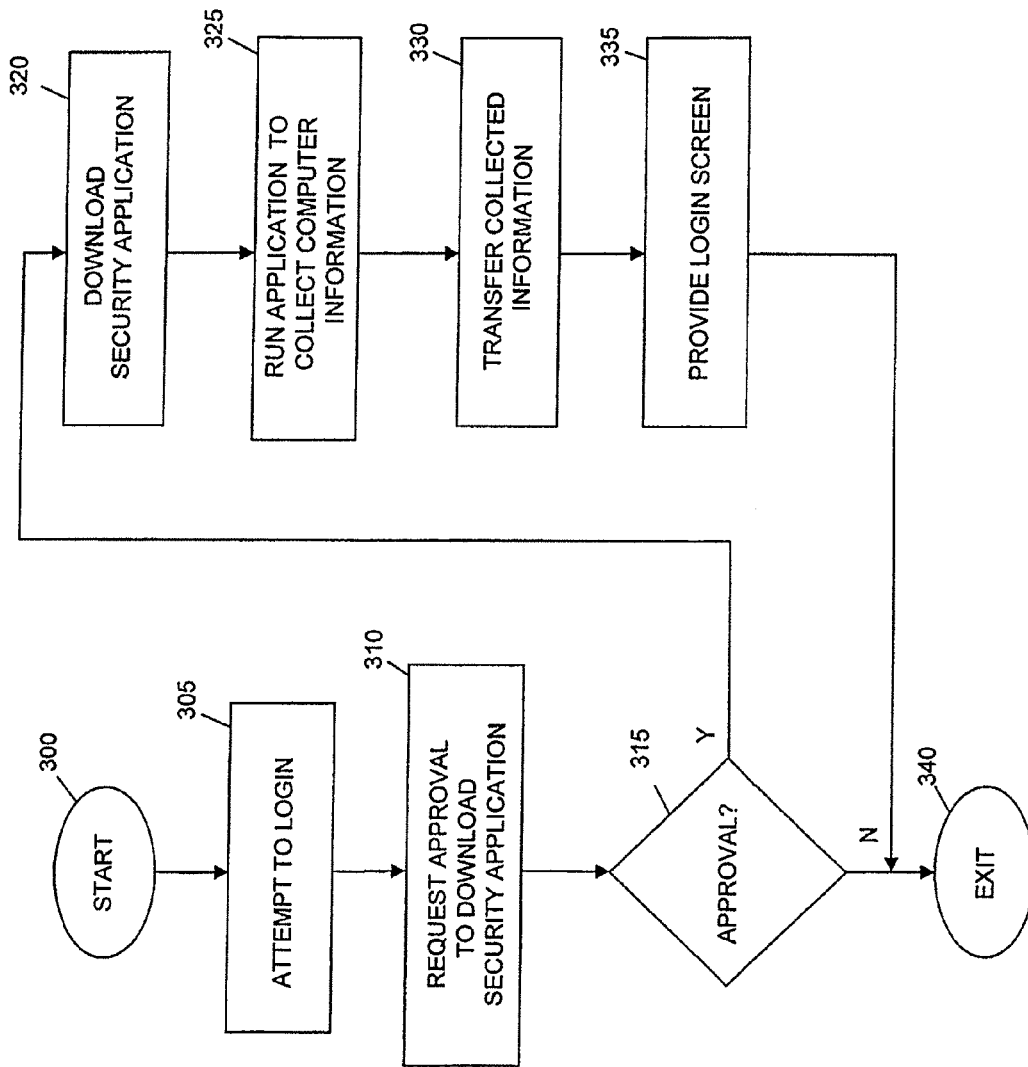 300
START
305
ATTEMPT TO LOGIN
310
REQUEST APPROVAL
TO DOWNLOAD
SECURITY APPLICATION
315
APPROVAL?
Y
N
340
EXIT
320
DOWNLOAD
SECURITY APPLICATION
325
RUN APPLICATION TO
COLLECT COMPUTER
INFORMATION
330
TRANSFER COLLECTED
INFORMATION
335
PROVIDE LOGIN SCREEN